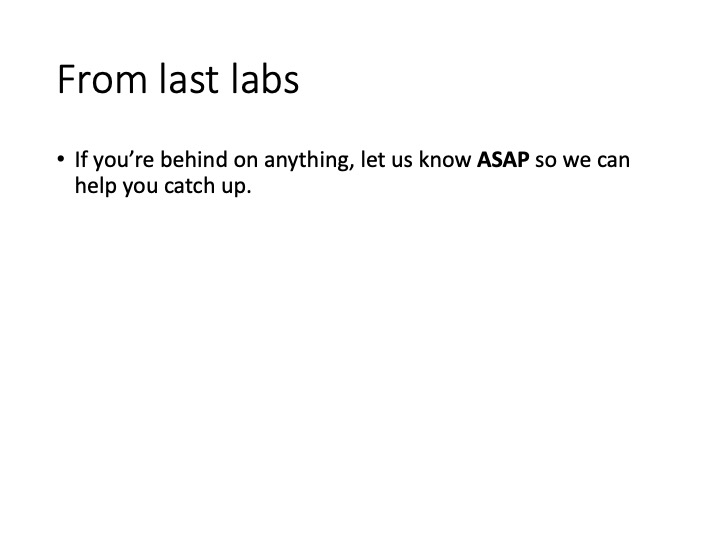 From last labs
• If you’re behind on anything, let us know ASAP so we can
help you catch up.